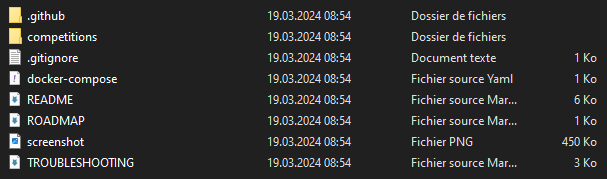 .github 19.03.2024 08:54 Dossier de fichiers
competitions 19.03.2024 08:54 Dossier de fichiers
.gitignore 19.03.2024 08:54 Document texte 1 Ko
docker-compose 19.03.2024 08:54 Fichier source Yaml 1 Ko
README 19.03.2024 08:54 Fichier source Mar... 6 Ko
ROADMAP 19.03.2024 08:54 Fichier source Mar... 1 Ko
screenshot 19.03.2024 08:54 Fichier PNG 450 Ko
TROUBLESHOOTING 19.03.2024 08:54 Fichier source Mar... 3 Ko